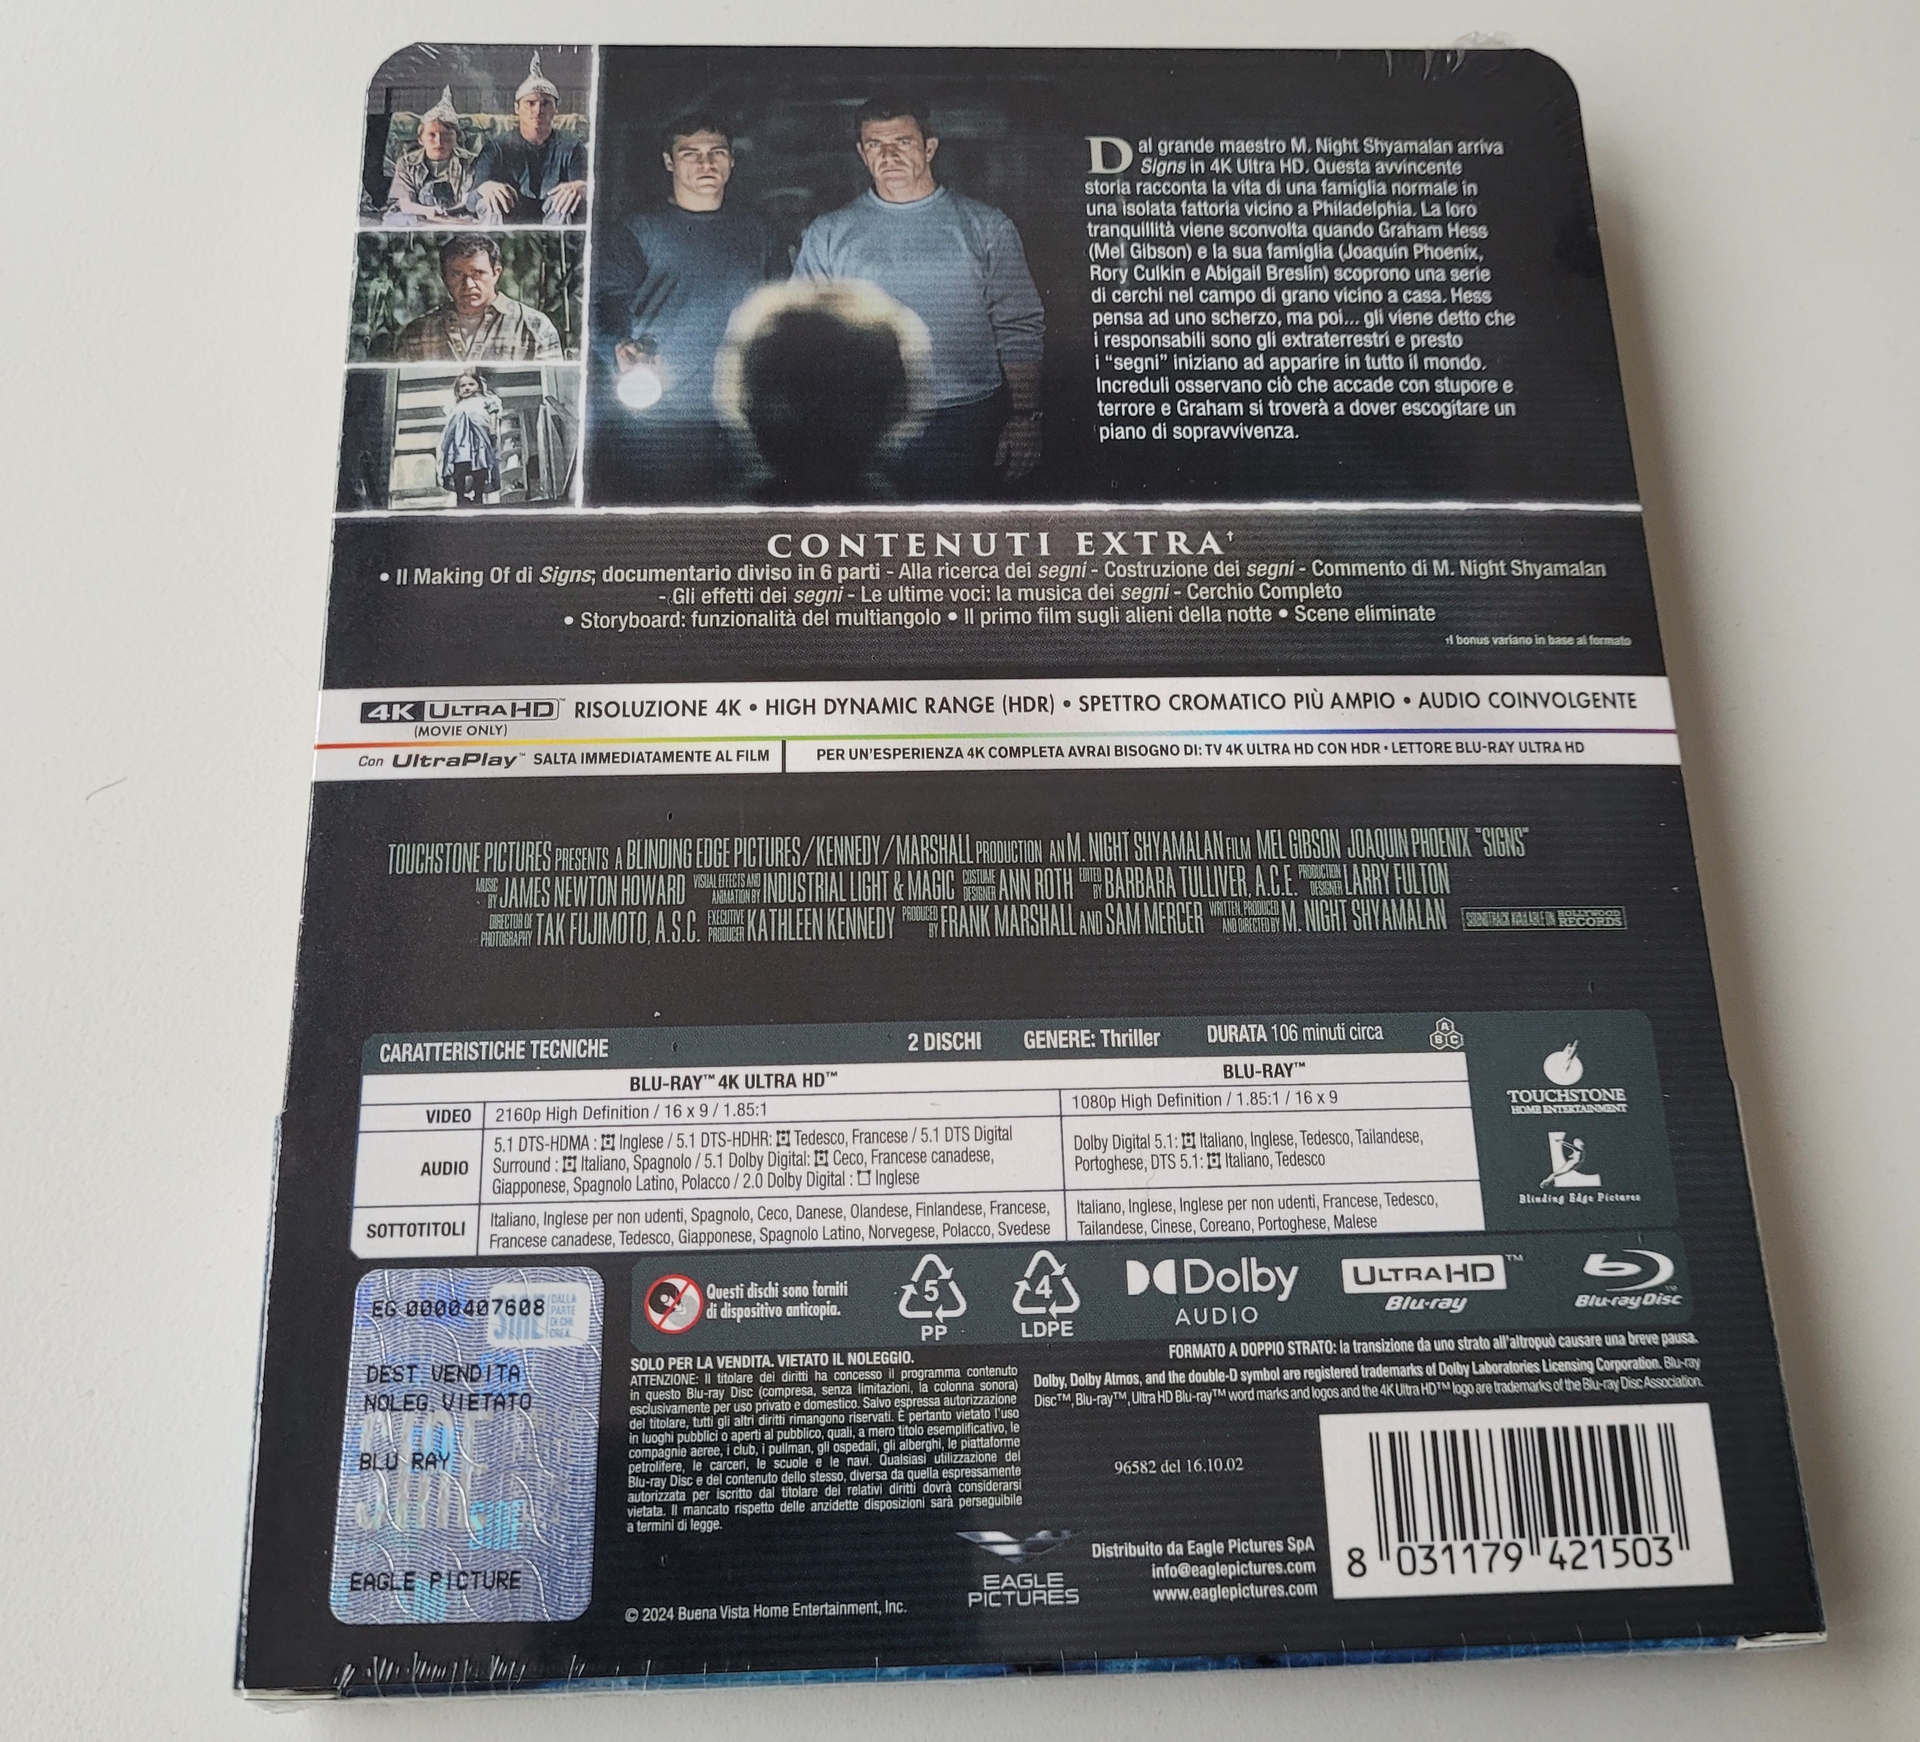 Dal grande maestro M. Night Shyamalan arriva
Signs in 4K Ultra HD. Questa avvincente
storia racconta la vita di una famiglia normale in
una isolata fattoria vicino a Philadelphia. La loro
tranquillità viene sconvolta quando Graham Hess
(Mel Gibson) e la sua famiglia (Joaquin Phoenix,
Rory Culkin e Abigail Breslin) scoprono una serie
di cerchi nel campo di grano vicino a casa. Hess
pensa ad uno scherzo, ma poi... gli viene detto che
i responsabili sono gli extraterrestri e presto
i “segni” iniziano ad apparire in tutto il mondo.
Increduli osservano ciò che accade con stupore e
terrore e Graham si troverà a dover escogitare un
piano di sopravvivenza.
CONTENUTI EXTRA†
• Il Making Of di Signs; documentario diviso in 6 parti - Alla ricerca dei segni - Costruzione dei segni - Commento di M. Night Shyamalan
- Gli effetti dei segni - Le ultime voci: la musica dei segni - Cerchio Completo
• Storyboard: funzionalità del multiangolo • Il primo film sugli alieni della notte • Scene eliminate
†I bonus variano in base al formato
4K ULTRA HD™ RISOLUZIONE 4K • HIGH DYNAMIC RANGE (HDR) • SPETTRO CROMATICO PIÙ AMPIO • AUDIO COINVOLGENTE
(MOVIE ONLY)
Con UltraPlay™ SALTA IMMEDIATAMENTE AL FILM
PER UN'ESPERIENZA 4K COMPLETA AVRAI BISOGNO DI: TV 4K ULTRA HD CON HDR • LETTORE BLU-RAY ULTRA HD
TOUCHSTONE PICTURES PRESENTS A BLINDING EDGE PICTURES/KENNEDY/MARSHALL PRODUCTION AN M. NIGHT SHYAMALAN FILM MEL GIBSON JOAQUIN PHOENIX "SIGNS"
MUSIC BY JAMES NEWTON HOWARD VISUAL EFFECTS AND ANIMATION BY INDUSTRIAL LIGHT & MAGIC COSTUME DESIGNER ANN ROTH EDITED BY BARBARA TULLIVER, A.C.E. PRODUCTION DESIGNER LARRY FULTON
DIRECTOR OF PHOTOGRAPHY TAK FUJIMOTO, A.S.C. EXECUTIVE PRODUCER KATHLEEN KENNEDY PRODUCED BY FRANK MARSHALL AND SAM MERCER WRITTEN, PRODUCED AND DIRECTED BY M. NIGHT SHYAMALAN SOUNDTRACK AVAILABLE ON HOLLYWOOD RECORDS
CARATTERISTICHE TECNICHE 2 DISCHI GENERE: Thriller DURATA 106 minuti circa
A B C
BLU-RAY™ 4K ULTRA HD™
BLU-RAY™
VIDEO
2160p High Definition / 16 x 9 / 1.85:1
1080p High Definition / 1.85:1 / 16 x 9
AUDIO
5.1 DTS-HDMA : Inglese / 5.1 DTS-HDHR: Tedesco, Francese / 5.1 DTS Digital
Surround : Italiano, Spagnolo / 5.1 Dolby Digital: Ceco, Francese canadese,
Giapponese, Spagnolo Latino, Polacco / 2.0 Dolby Digital : Inglese
Dolby Digital 5.1: Italiano, Inglese, Tedesco, Tailandese,
Portoghese, DTS 5.1: Italiano, Tedesco
SOTTOTITOLI
Italiano, Inglese per non udenti, Spagnolo, Ceco, Danese, Olandese, Finlandese, Francese,
Francese canadese, Tedesco, Giapponese, Spagnolo Latino, Norvegese, Polacco, Svedese
Italiano, Inglese, Inglese per non udenti, Francese, Tedesco,
Tailandese, Cinese, Coreano, Portoghese, Malese
TOUCHSTONE
HOME ENTERTAINMENT
Blinding Edge Pictures
EG 0000407608
SIAE DALLA PARTE DI CHI CREA
DEST VENDITA
NOLEG VIETATO
BLU RAY
EAGLE PICTURE
Questi dischi sono forniti
di dispositivo anticopia.
5
PP
4
LDPE
Dolby
AUDIO
ULTRA HD™
Blu-ray
Blu-ray Disc
FORMATO A DOPPIO STRATO: la transizione da uno strato all'altropuò causare una breve pausa.
Dolby, Dolby Atmos, and the double-D symbol are registered trademarks of Dolby Laboratories Licensing Corporation. Blu-ray
Disc™, Blu-ray™, Ultra HD Blu-ray™ word marks and logos and the 4K Ultra HD™ logo are trademarks of the Blu-ray Disc Association.
SOLO PER LA VENDITA. VIETATO IL NOLEGGIO.
ATTENZIONE: Il titolare dei diritti ha concesso il programma contenuto
in questo Blu-ray Disc (compresa, senza limitazioni, la colonna sonora)
esclusivamente per uso privato e domestico. Salvo espressa autorizzazione
del titolare, tutti gli altri diritti rimangono riservati. È pertanto vietato l'uso
in luoghi pubblici o aperti al pubblico, quali, a mero titolo esemplificativo, le
compagnie aeree, i club, i pullman, gli ospedali, gli alberghi, le piattaforme
petrolifere, le carceri, le scuole e le navi. Qualsiasi utilizzazione del
Blu-ray Disc e del contenuto dello stesso, diversa da quella espressamente
autorizzata per iscritto dal titolare dei relativi diritti dovrà considerarsi
vietata. Il mancato rispetto delle anzidette disposizioni sarà perseguibile
a termini di legge.
96582 del 16.10.02
EAGLE
PICTURES
Distribuito da Eagle Pictures SpA
info@eaglepictures.com
www.eaglepictures.com
8 031179 421503
© 2024 Buena Vista Home Entertainment, Inc.